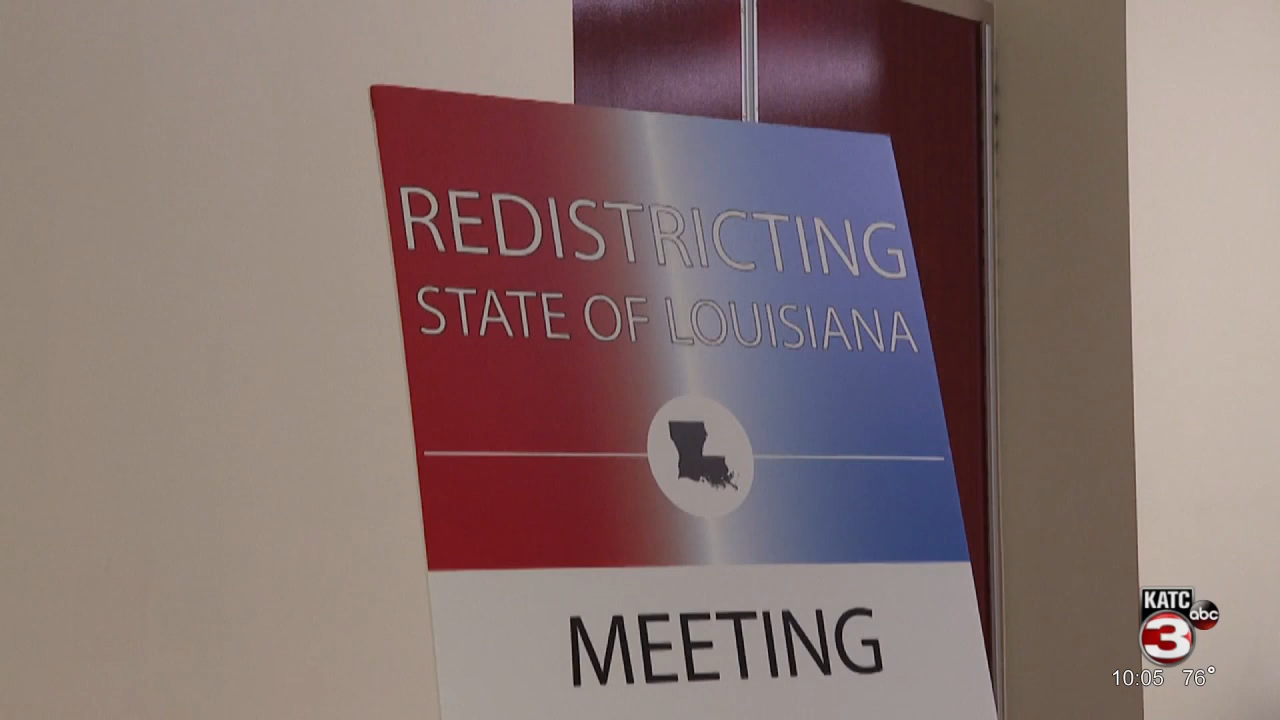 REDISTRICTING
STATE OF LOUISIANA
MEETING
KATC
abc
3
10:05 76°